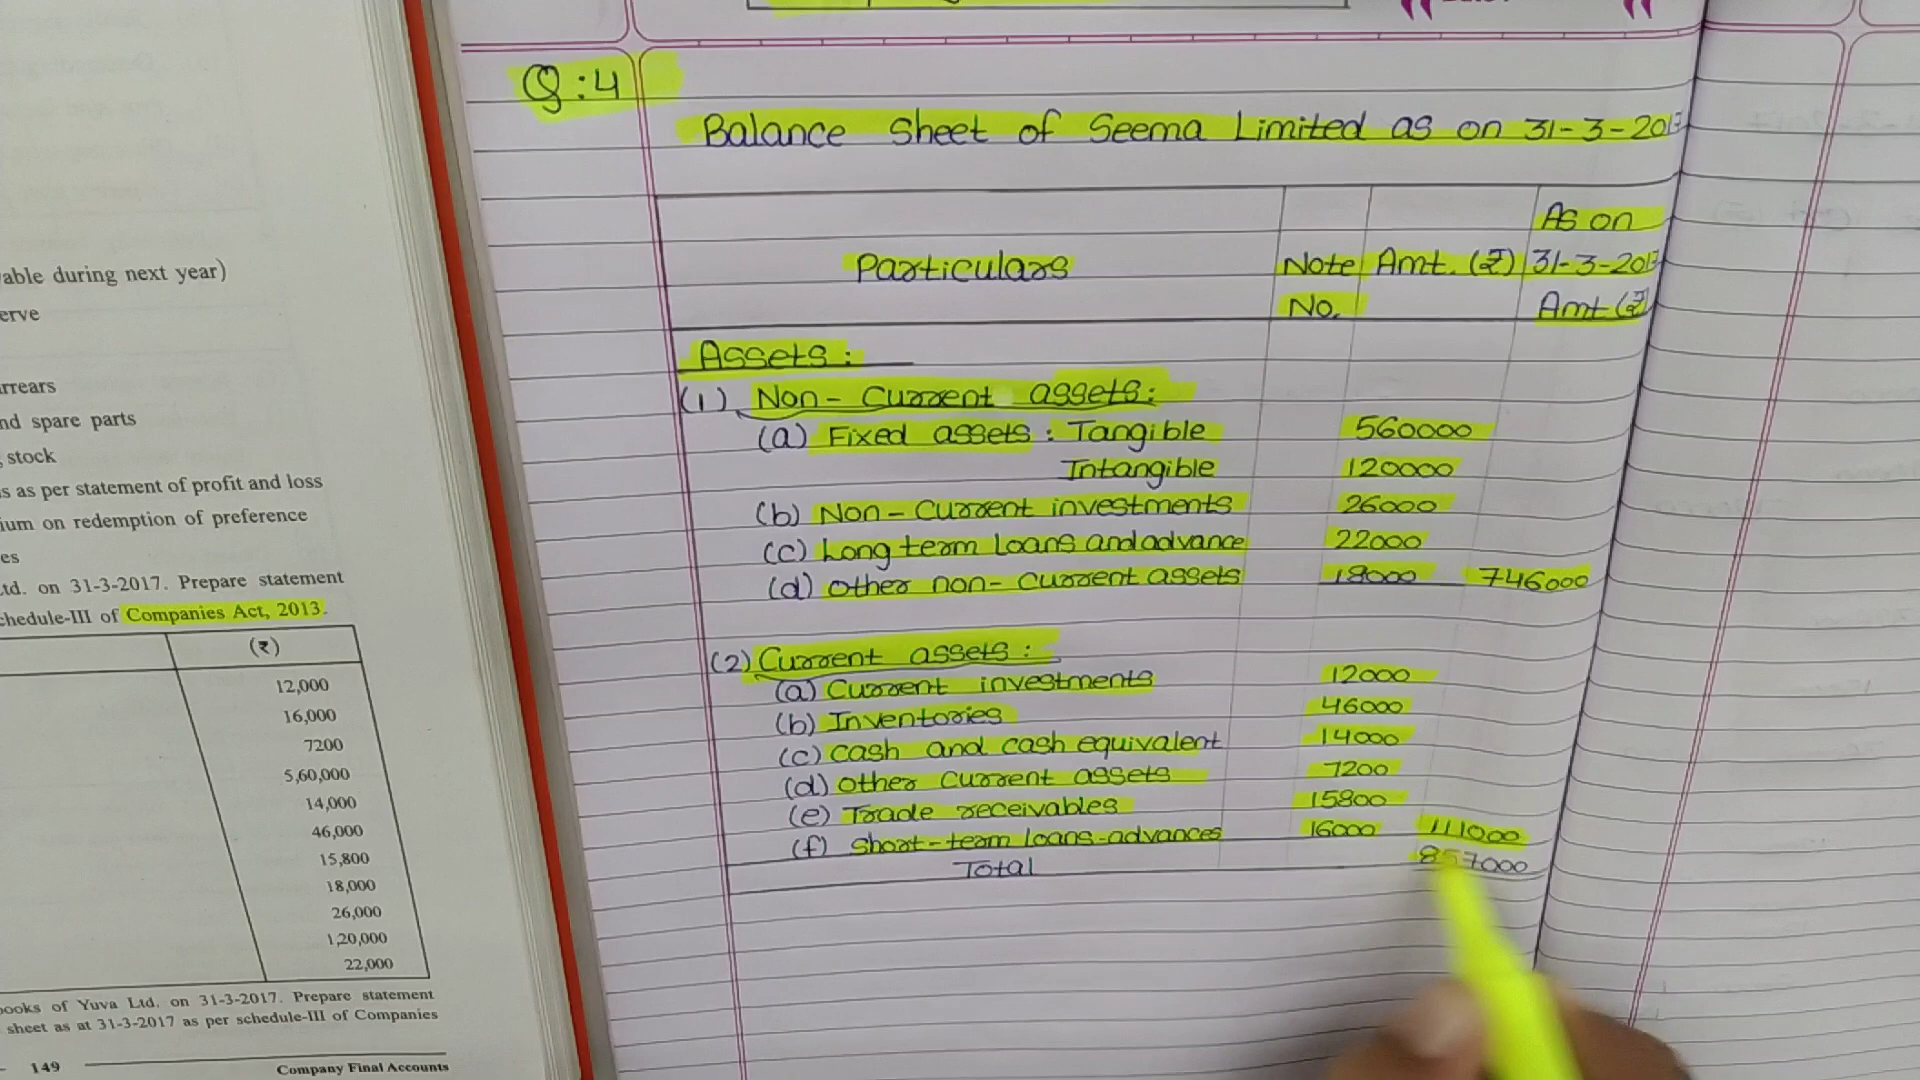 able during next year)
erve
rrears
nd spare parts
stock
s as per statement of profit and loss
ium on redemption of preference
es
td. on 31-3-2017. Prepare statement
chedule-III of Companies Act, 2013.
(₹)
12,000
16,000
7200
5,60,000
14,000
46,000
15,800
18,000
26,000
1,20,000
22,000
books of Yuva Ltd. on 31-3-2017. Prepare statement
sheet as at 31-3-2017 as per schedule-III of Companies
149
Company Final Accounts
Q:4
Balance Sheet of Seema Limited as on 31-3-2017
Particulars Note No. Amt. (₹) As on 31-3-2017 Amt (₹)
Assets:
(1) Non-Current assets:
(a) Fixed assets: Tangible 560000
Intangible 120000
(b) Non-Current investments 26000
(c) Long term Loans and advance 22000
(d) Other non-current assets 18000 746000
(2) Current assets:
(a) Current investments 12000
(b) Inventories 46000
(c) cash and cash equivalent 14000
(d) Other Current assets 7200
(e) Trade receivables 15800
(f) Short-term loans-advances 16000 111000
Total 857000